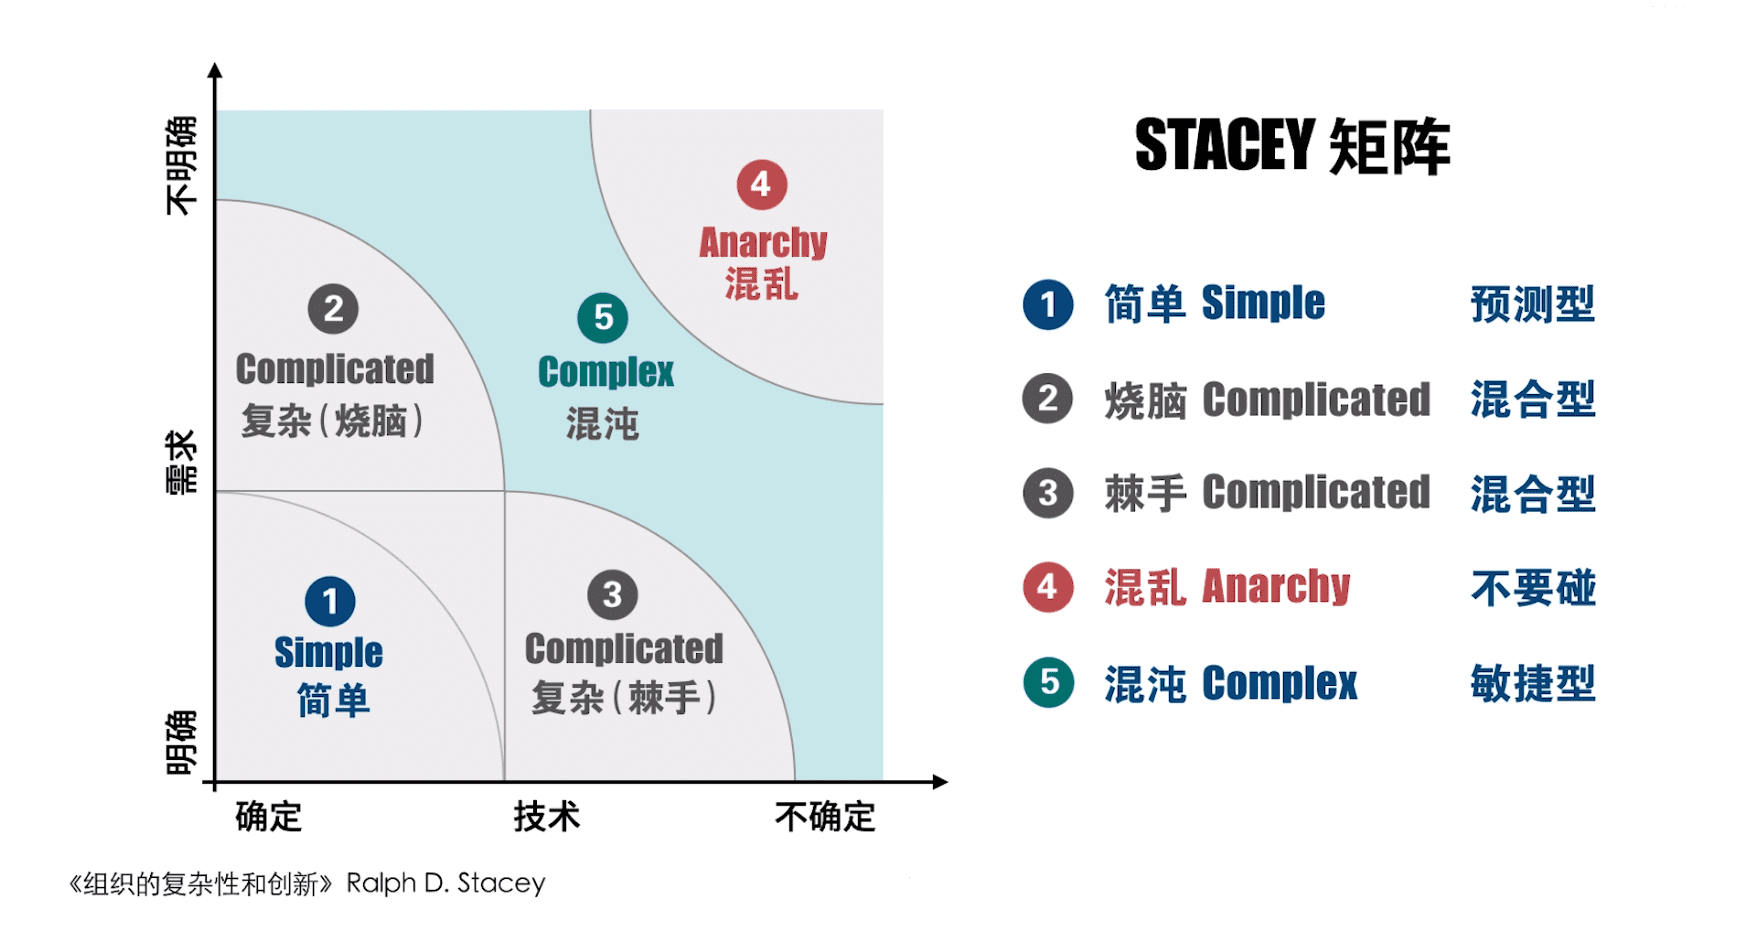 STACEY 矩阵
不明确
需求
明确
4
Anarchy
混乱
2
Complicated
复杂(烧脑)
5
Complex
混沌
1
Simple
简单
3
Complicated
复杂(棘手)
确定
技术
不确定
1 简单 Simple 预测型
2 烧脑 Complicated 混合型
3 棘手 Complicated 混合型
4 混乱 Anarchy 不要碰
5 混沌 Complex 敏捷型
《组织的复杂性和创新》Ralph D. Stacey